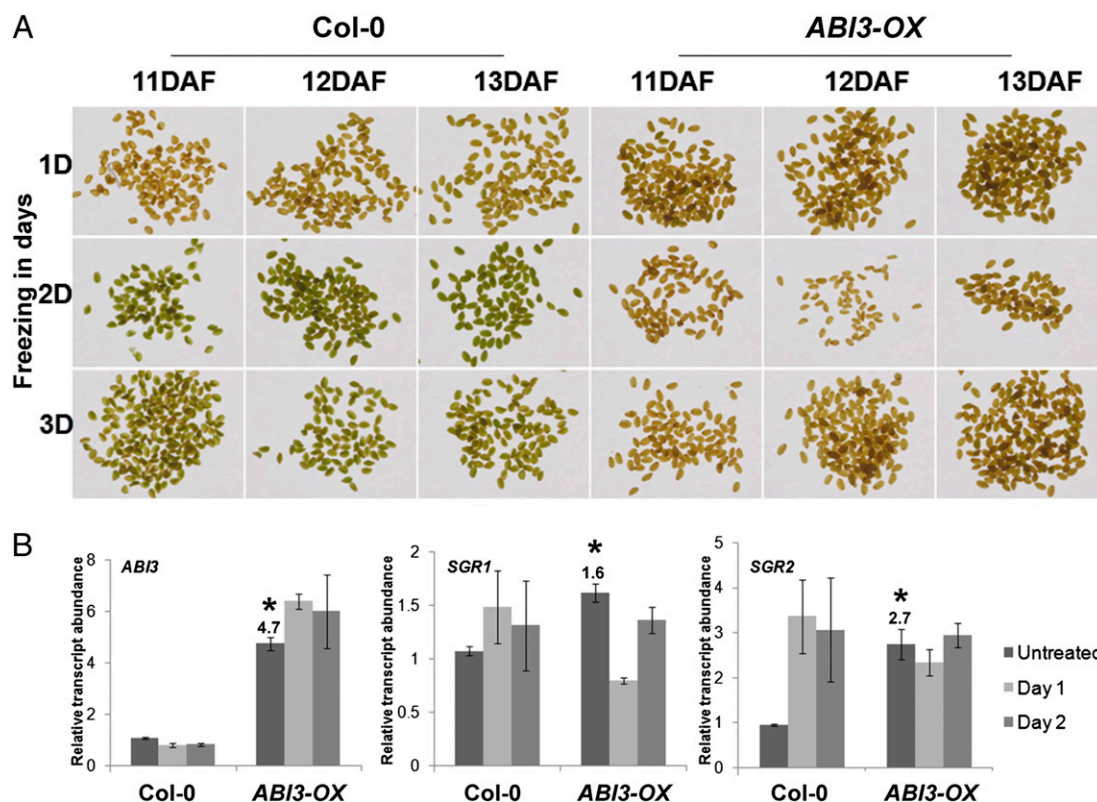 A
Col-0
ABI3-OX
11DAF 12DAF 13DAF 11DAF 12DAF 13DAF
Freezing in days
1D
2D
3D
B
Relative transcript abundance
ABI3
8
6
4
2
0
*
4.7
Col-0 ABI3-OX
Relative transcript abundance
SGR1
2
1.5
1
0.5
0
*
1.6
Col-0 ABI3-OX
Relative transcript abundance
SGR2
5
4
3
2
1
0
*
2.7
Col-0 ABI3-OX
Untreated
Day 1
Day 2